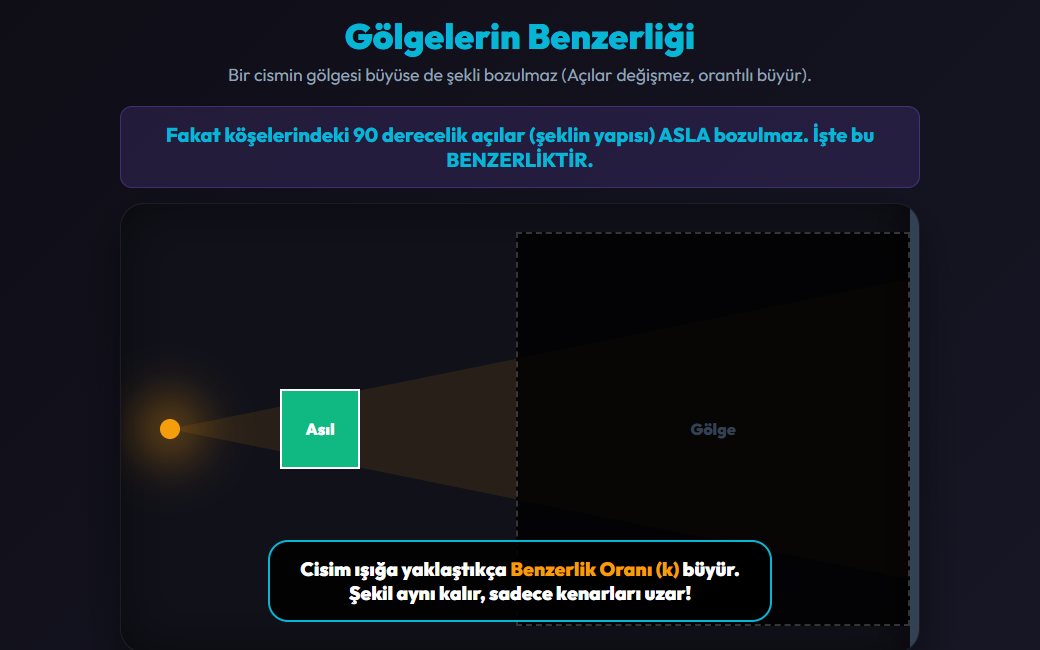 Gölgelerin Benzerliği
Bir cismin gölgesi büyüse de şekli bozulmaz (Açılar değişmez, orantılı büyür).
Fakat köşelerindeki 90 derecelik açılar (şeklin yapısı) ASLA bozulmaz. İşte bu
BENZERLİKTİR.
Asıl
Gölge
Cisim ışığa yaklaştıkça Benzerlik Oranı (k) büyür.
Şekil aynı kalır, sadece kenarları uzar!